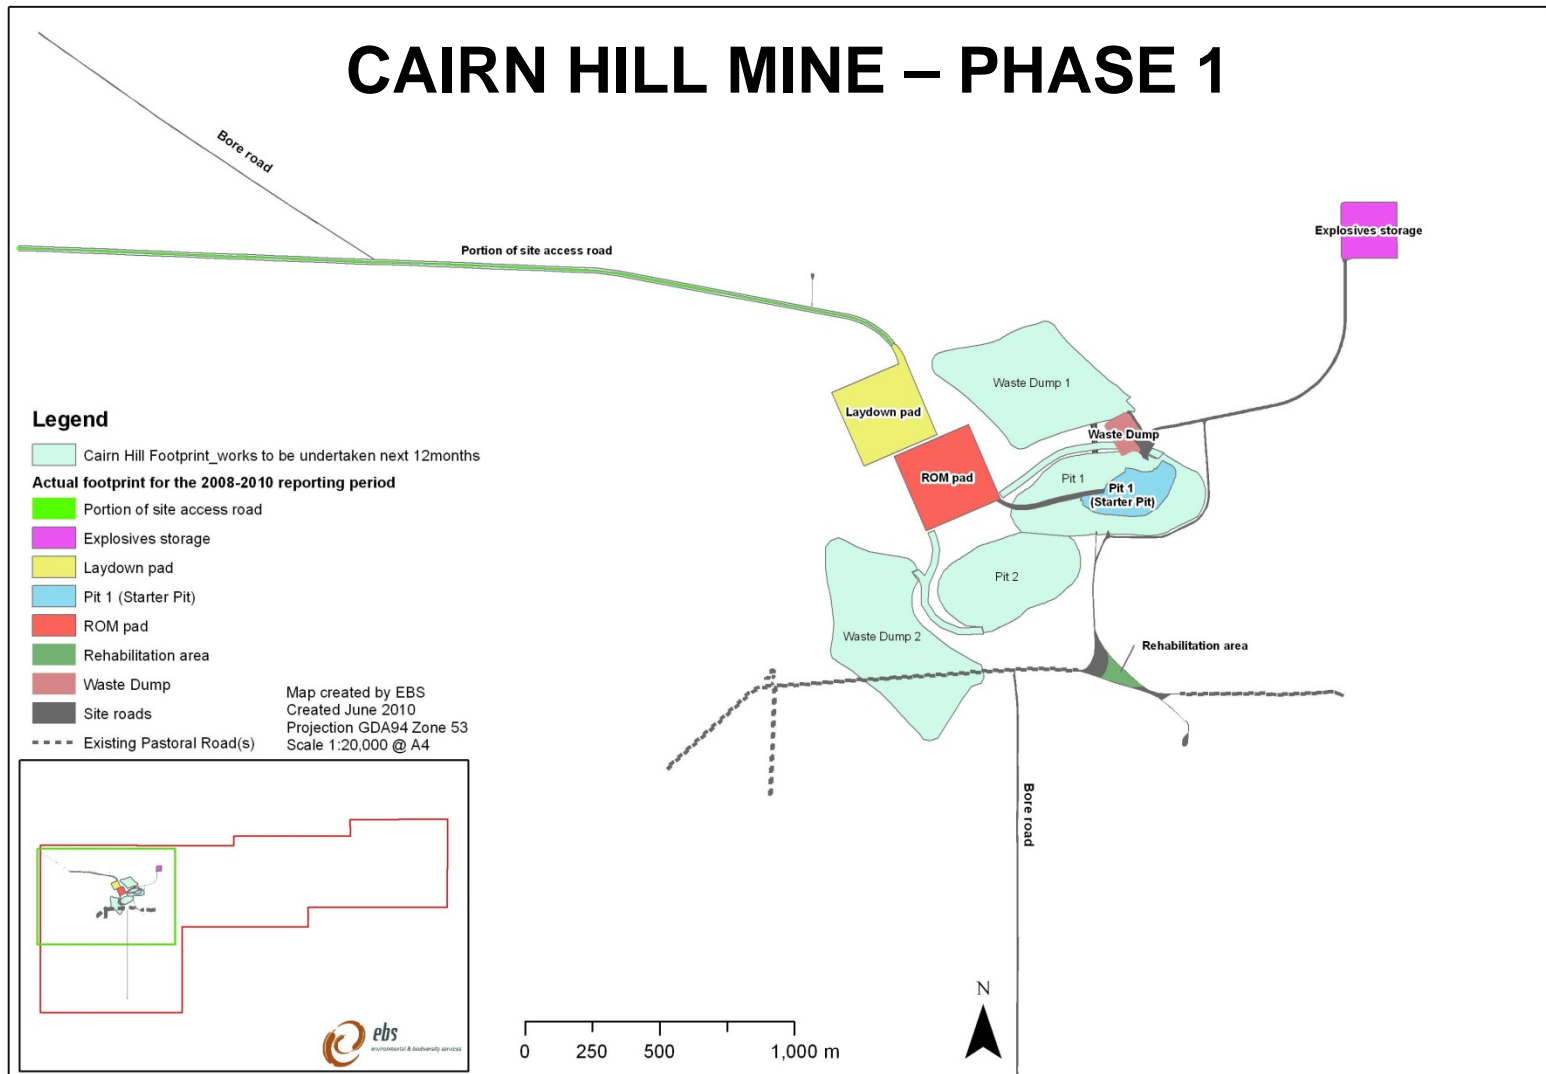 CAIRN HILL MINE – PHASE 1
Bore road
Portion of site access road
Explosives storage
Waste Dump 1
Laydown pad
Waste Dump
ROM pad
Pit 1
Pit 1
(Starter Pit)
Pit 2
Waste Dump 2
Rehabilitation area
Bore road
Legend
Cairn Hill Footprint_works to be undertaken next 12months
Actual footprint for the 2008-2010 reporting period
Portion of site access road
Explosives storage
Laydown pad
Pit 1 (Starter Pit)
ROM pad
Rehabilitation area
Waste Dump
Site roads
Existing Pastoral Road(s)
Map created by EBS
Created June 2010
Projection GDA94 Zone 53
Scale 1:20,000 @ A4
ebs
environmental & biodiversity services
0 250 500 1,000 m
N